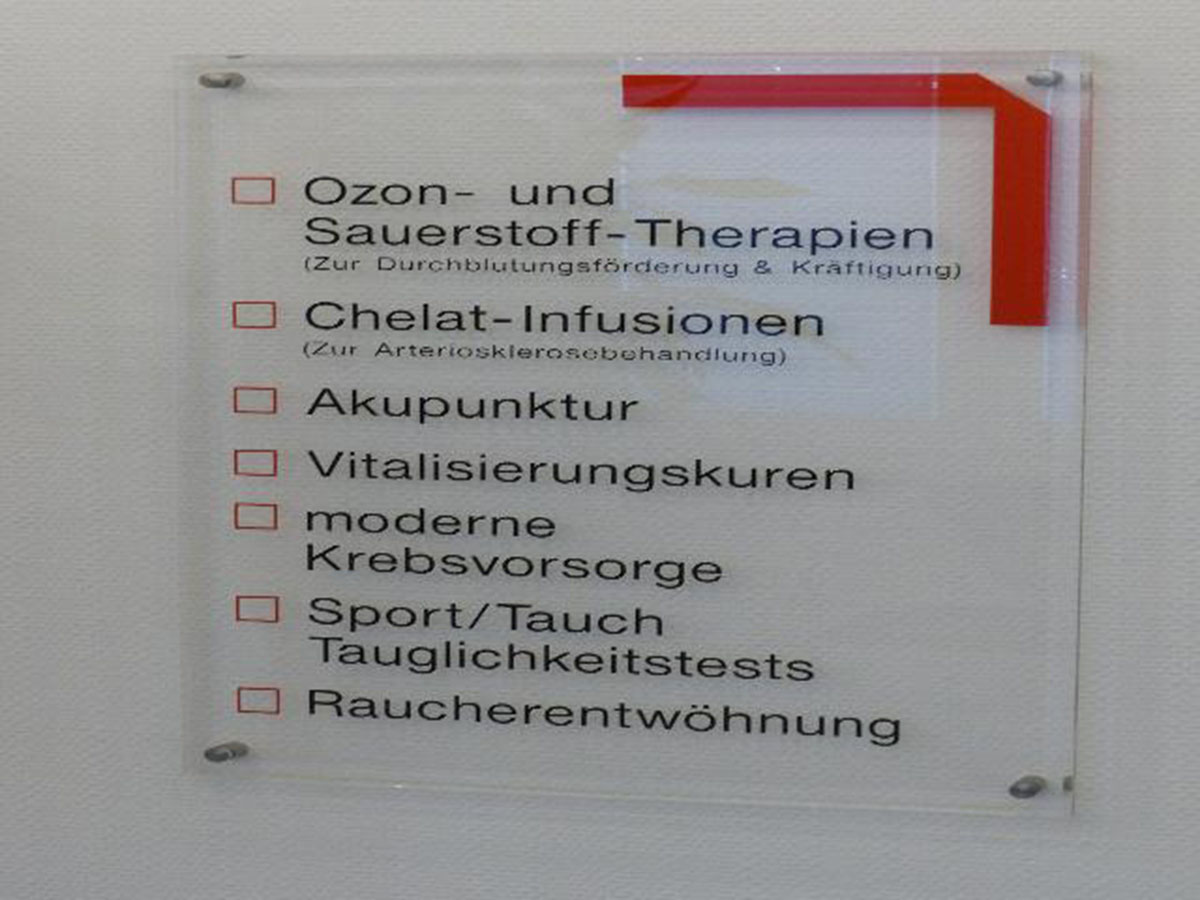 Ozon- und
Sauerstoff-Therapien
(Zur Durchblutungsförderung & Kräftigung)
Chelat-Infusionen
(Zur Arteriosklerosebehandlung)
Akupunktur
Vitalisierungskuren
moderne
Krebsvorsorge
Sport/Tauch
Tauglichkeitstests
Raucherentwöhnung